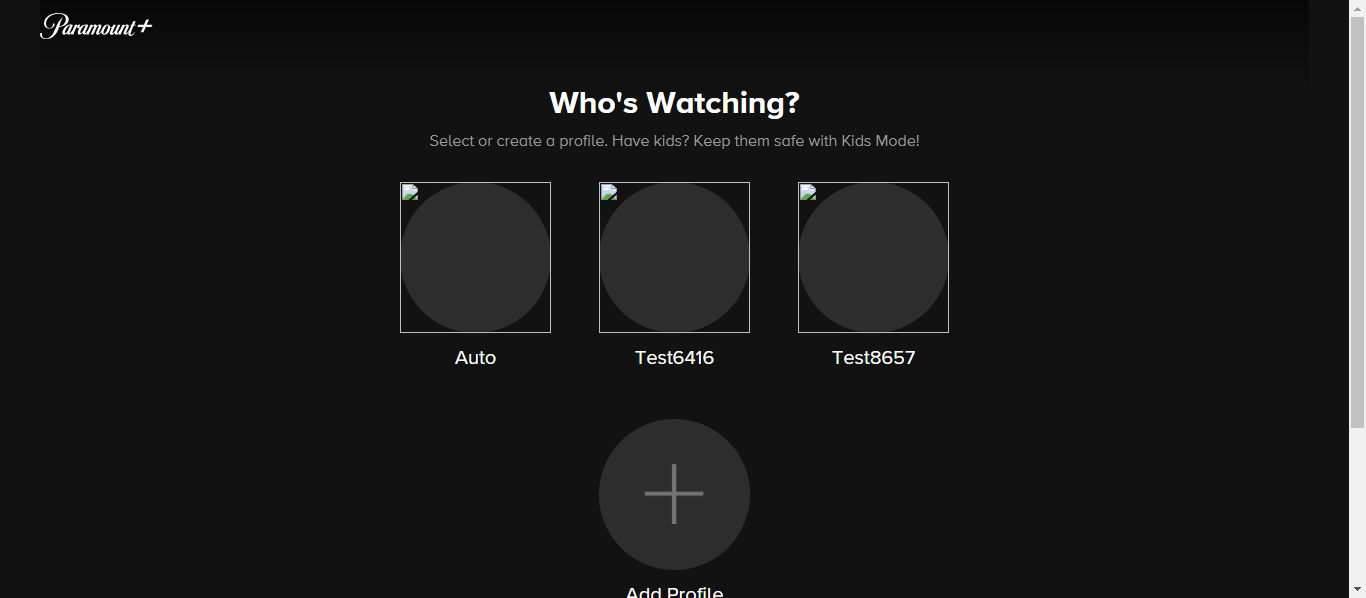 Paramount+
Who's Watching?
Select or create a profile. Have kids? Keep them safe with Kids Mode!
Auto
Test6416
Test8657
Add Profile